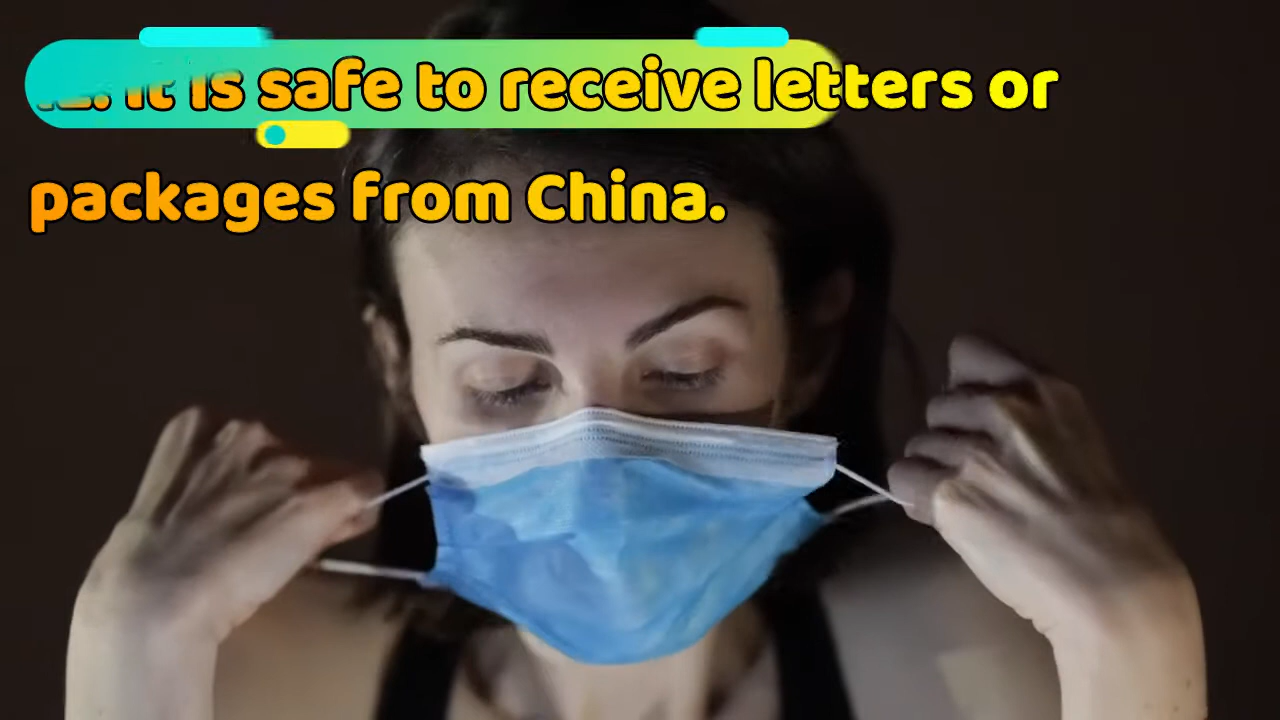 It is safe to receive letters or
packages from China.